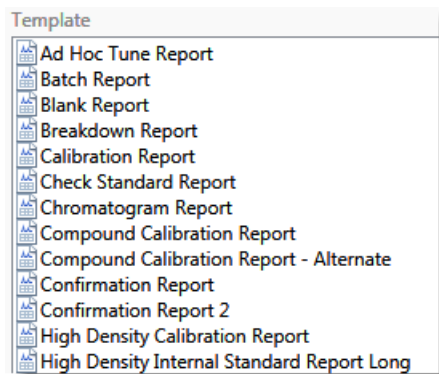 Template
Ad Hoc Tune Report
Batch Report
Blank Report
Breakdown Report
Calibration Report
Check Standard Report
Chromatogram Report
Compound Calibration Report
Compound Calibration Report - Alternate
Confirmation Report
Confirmation Report 2
High Density Calibration Report
High Density Internal Standard Report Long